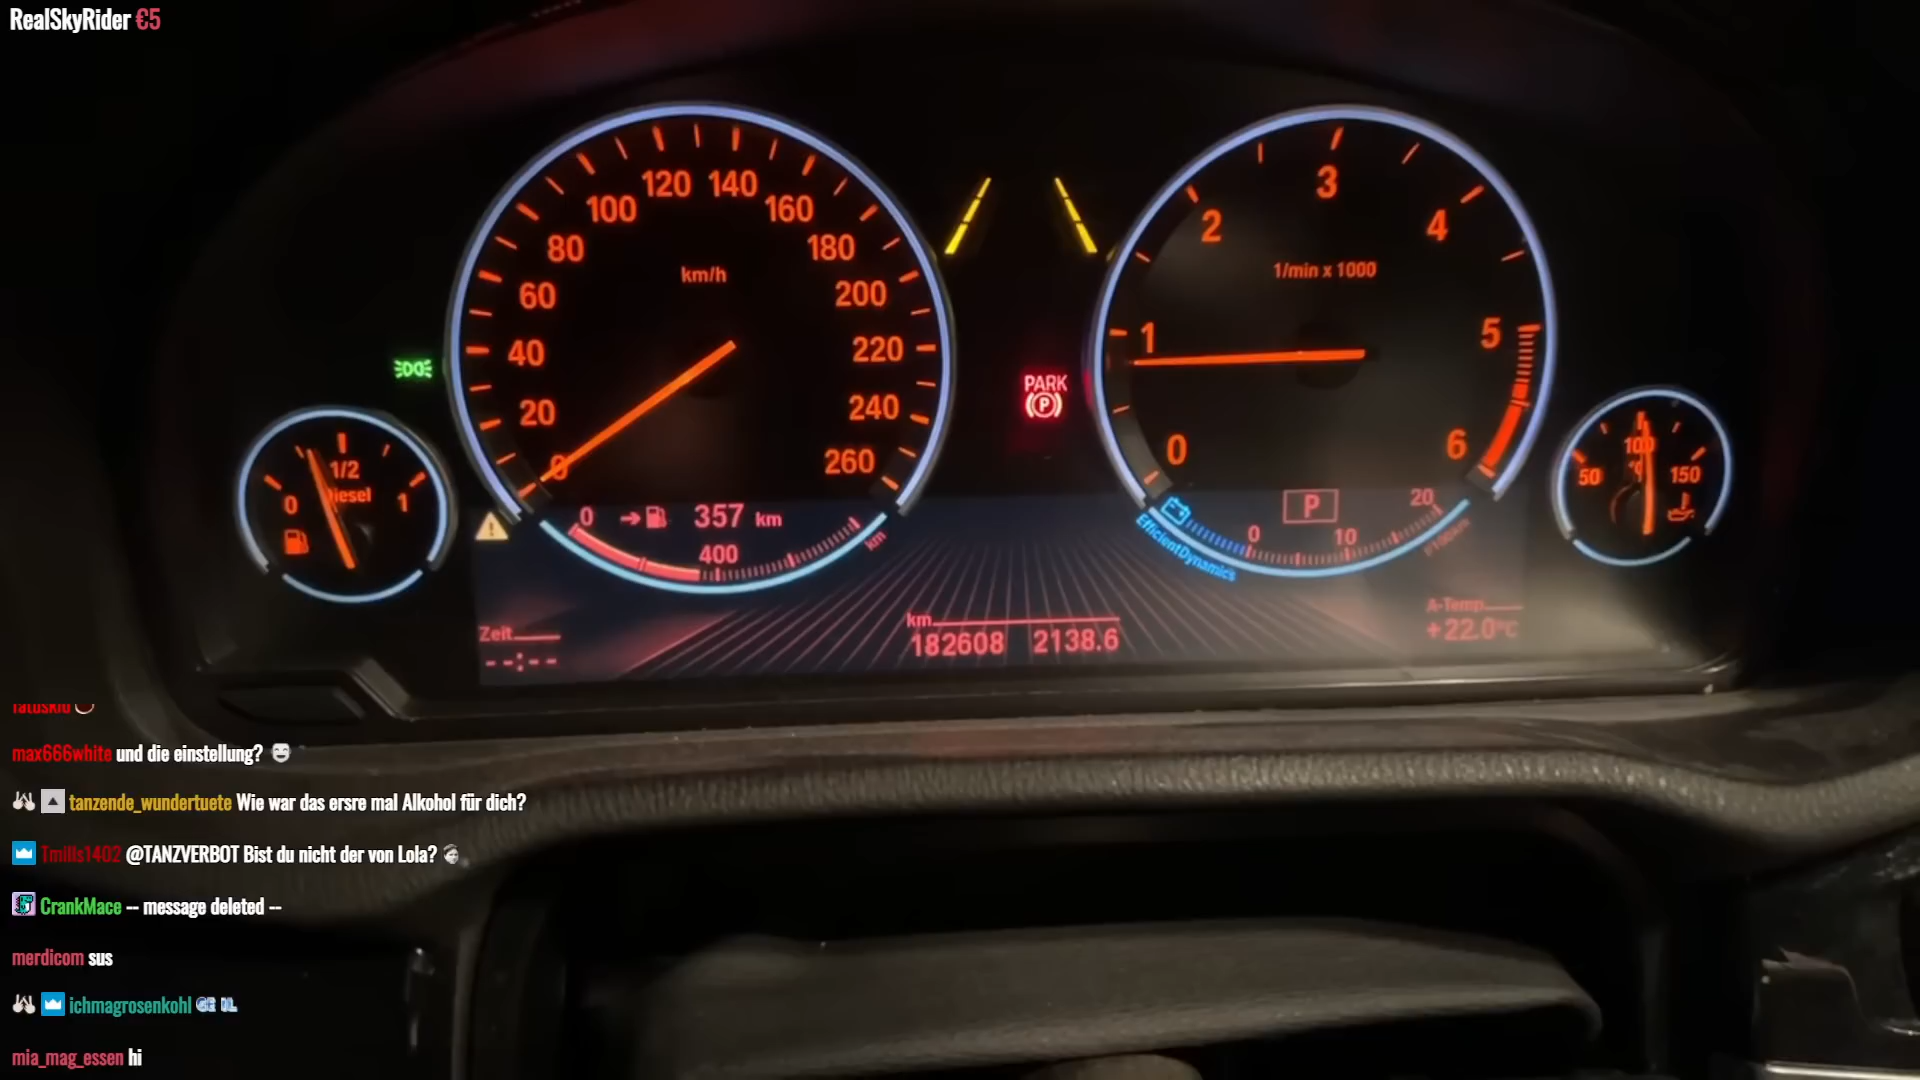 RealSkyRider €5
120 140
100 160
80 180
60 200
40 220
20 240
0 260
km/h
3
2 4
1 5
0 6
1/min x 1000
PARK
P
1/2
Diesel
0 1
100
50 150
°C
0 357 km
400
km
P
20
0 10
EfficientDynamics
Zeit
--:--
km
182608 2138.6
A-Temp.
+22.0°C
max666white und die einstellung?
tanzende_wundertuete Wie war das ersre mal Alkohol für dich?
Tmills1402 @TANZVERBOT Bist du nicht der von Lola?
CrankMace -- message deleted --
merdicom sus
ichmagrosenkohl
mia_mag_essen hi